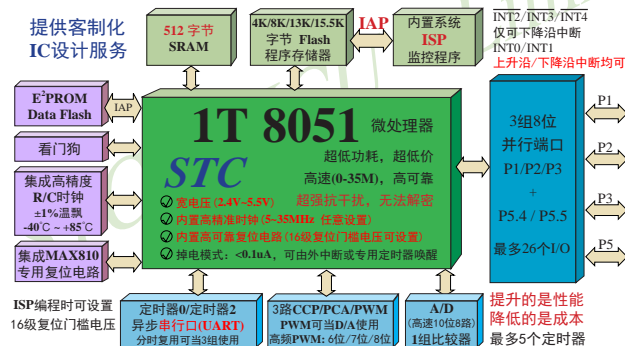 提供客制化
IC设计服务
512 字节
SRAM
4K/8K/13K/15.5K
字节 Flash
程序存储器
IAP
内置系统
ISP
监控程序
INT2/INT3/INT4
仅可下降沿中断
INT0/INT1
上升沿/下降沿中断均可
E²PROM
Data Flash
IAP
看门狗
集成高精度
R/C时钟
±1%温飘
-40℃ ~ +85℃
集成MAX810
专用复位电路
ISP编程时可设置
16级复位门槛电压
1T 8051 微处理器
STC
超低功耗，超低价
高速(0-35M)，高可靠
宽电压(2.4V~5.5V) 超强抗干扰，无法解密
内置高精准时钟(5~35MHz 任意设置)
内置高可靠复位电路(16级复位门槛电压可设置)
掉电模式：<0.1uA，可由外中断或专用定时器唤醒
3组8位
并行端口
P1/P2/P3
+
P5.4 / P5.5
最多26个I/O
P1
P2
P3
P5
定时器0/定时器2
异步串行口(UART)
分时复用可当3组使用
3路CCP/PCA/PWM
PWM可当D/A使用
高频PWM: 6位/7位/8位
A/D
(高速10位8路)
1组比较器
提升的是性能
降低的是成本
最多5个定时器